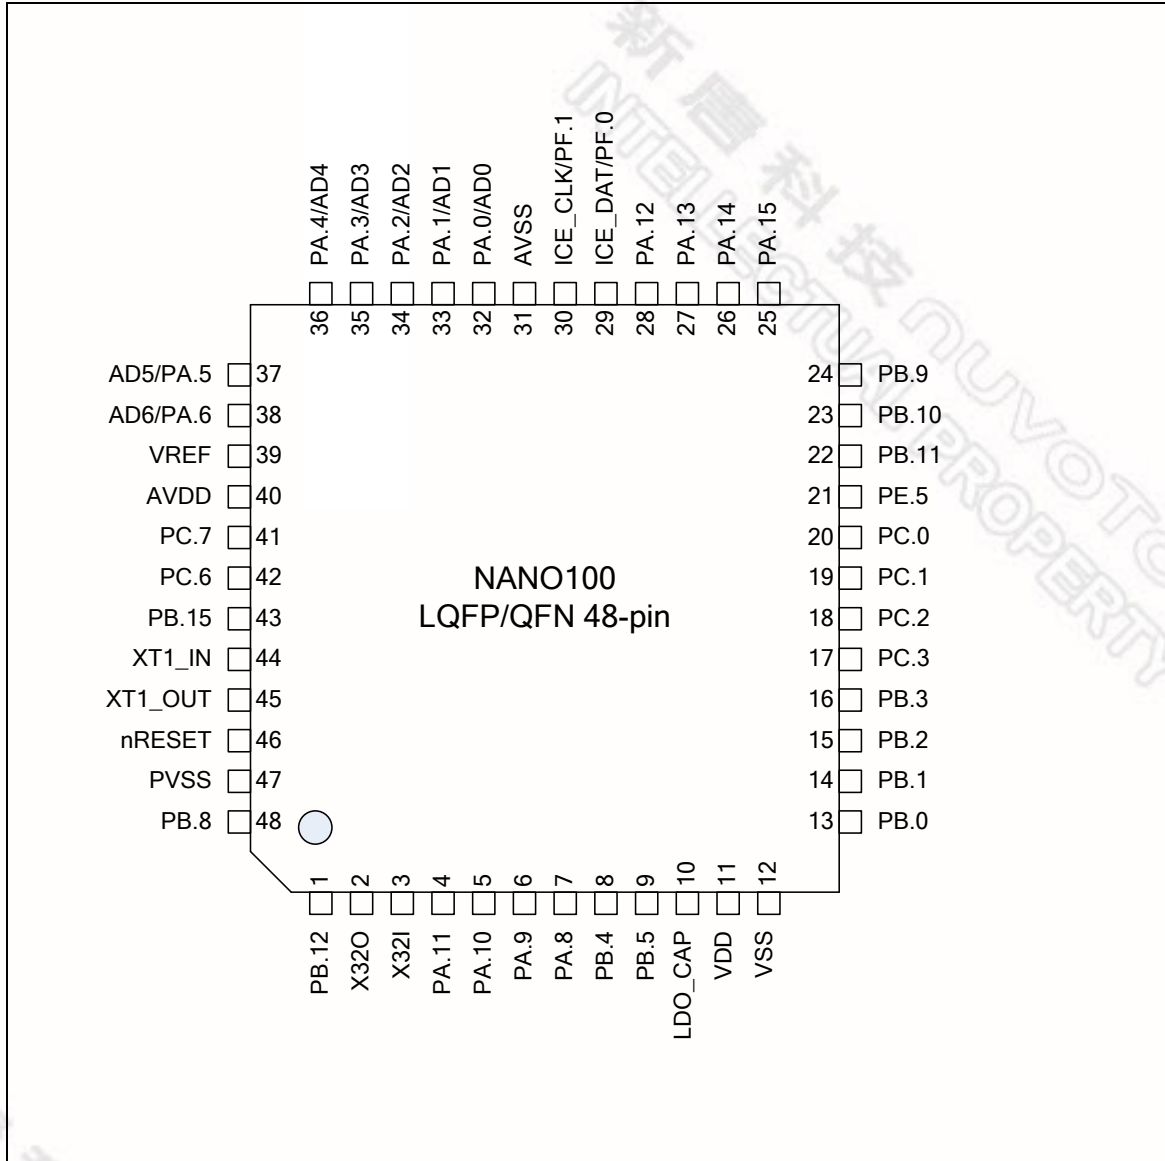 新唐科技 nuvoTo
INTELLECTUAL PROPERTY
PA.4/AD4
PA.3/AD3
PA.2/AD2
PA.1/AD1
PA.0/AD0
AVSS
ICE_CLK/PF.1
ICE_DAT/PF.0
PA.12
PA.13
PA.14
PA.15
36
35
34
33
32
31
30
29
28
27
26
25
AD5/PA.5 37
AD6/PA.6 38
VREF 39
AVDD 40
PC.7 41
PC.6 42
PB.15 43
XT1_IN 44
XT1_OUT 45
nRESET 46
PVSS 47
PB.8 48
NANO100
LQFP/QFN 48-pin
24 PB.9
23 PB.10
22 PB.11
21 PE.5
20 PC.0
19 PC.1
18 PC.2
17 PC.3
16 PB.3
15 PB.2
14 PB.1
13 PB.0
1
2
3
4
5
6
7
8
9
10
11
12
PB.12
X32O
X32I
PA.11
PA.10
PA.9
PA.8
PB.4
PB.5
LDO_CAP
VDD
VSS